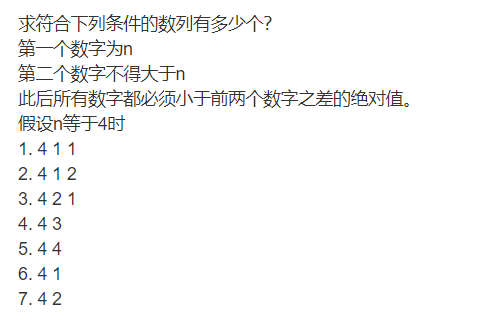 求符合下列条件的数列有多少个？
第一个数字为n
第二个数字不得大于n
此后所有数字都必须小于前两个数字之差的绝对值。
假设n等于4时
1. 4 1 1
2. 4 1 2
3. 4 2 1
4. 4 3
5. 4 4
6. 4 1
7. 4 2